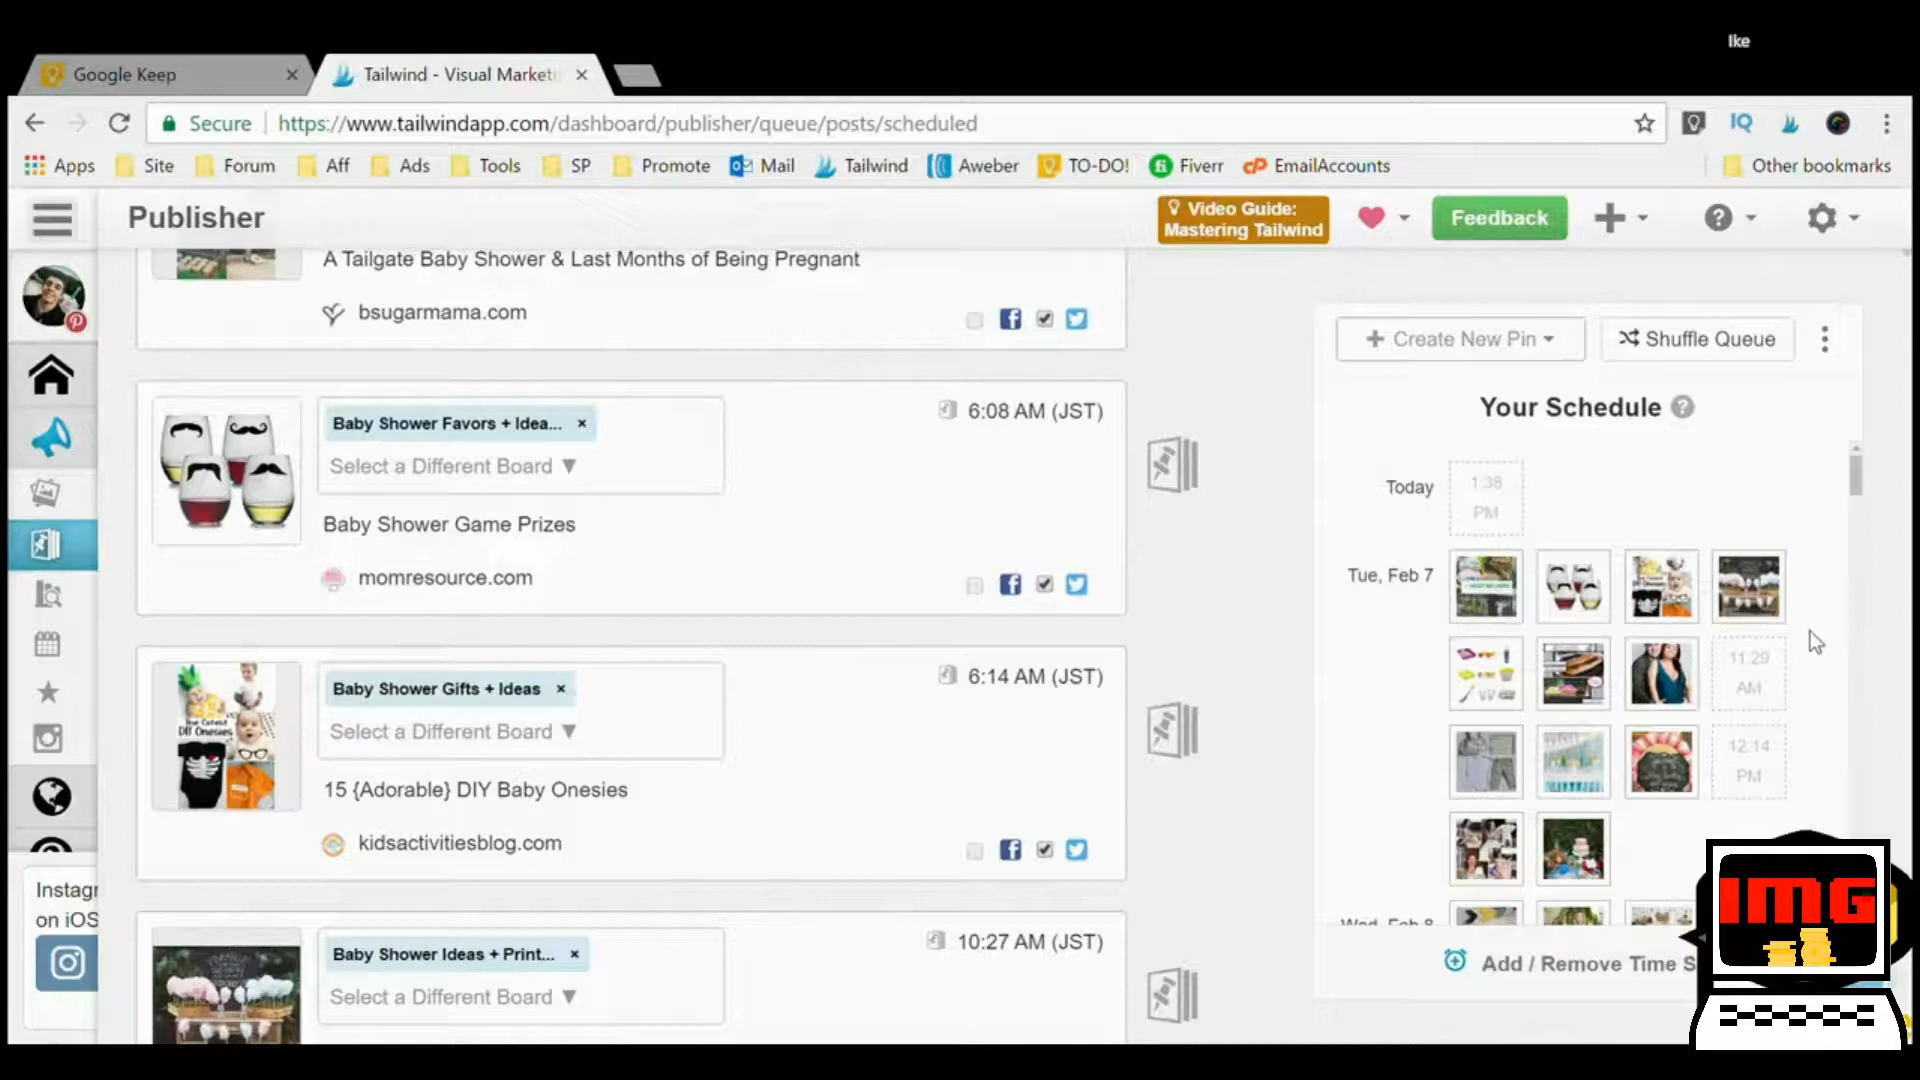 Ike
Google Keep
Tailwind - Visual Marketi
Secure
https://www.tailwindapp.com/dashboard/publisher/queue/posts/scheduled
IQ
Apps
Site
Forum
Aff
Ads
Tools
SP
Promote
Mail
Tailwind
Aweber
TO-DO!
Fiverr
EmailAccounts
Other bookmarks
Publisher
Video Guide:
Mastering Tailwind
Feedback
A Tailgate Baby Shower & Last Months of Being Pregnant
bsugarmama.com
Baby Shower Favors + Idea...
6:08 AM (JST)
Select a Different Board
Baby Shower Game Prizes
momresource.com
Baby Shower Gifts + Ideas
6:14 AM (JST)
Select a Different Board
15 {Adorable} DIY Baby Onesies
kidsactivitiesblog.com
Baby Shower Ideas + Print...
10:27 AM (JST)
Select a Different Board
Create New Pin
Shuffle Queue
Your Schedule
Today
1:38
PM
Tue, Feb 7
11:29
AM
12:14
PM
Wed, Feb 8
Add / Remove Time S
Instagr
on iOS
IMG